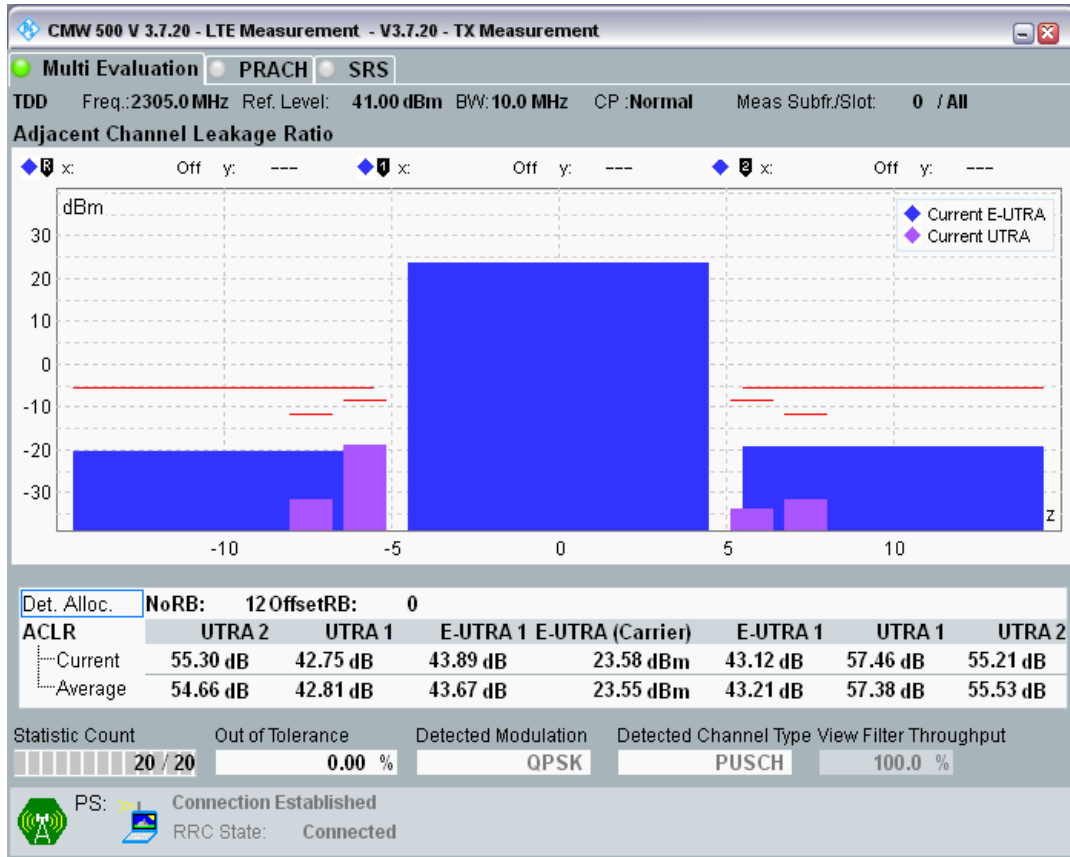 CMW 500 V 3.7.20 - LTE Measurement - V3.7.20 - TX Measurement
Multi Evaluation PRACH SRS
TDD Freq.:2305.0 MHz Ref. Level: 41.00 dBm BW:10.0 MHz CP :Normal Meas Subfr./Slot: 0 / All
Adjacent Channel Leakage Ratio
R x: Off y: --- 1 x: Off y: --- 2 x: Off y: ---
dBm
Current E-UTRA
Current UTRA
30
20
10
0
-10
-20
-30
z
-10 -5 0 5 10
Det. Alloc. NoRB: 12 OffsetRB: 0
ACLR UTRA 2 UTRA 1 E-UTRA 1 E-UTRA (Carrier) E-UTRA 1 UTRA 1 UTRA 2
Current 55.30 dB 42.75 dB 43.89 dB 23.58 dBm 43.12 dB 57.46 dB 55.21 dB
Average 54.66 dB 42.81 dB 43.67 dB 23.55 dBm 43.21 dB 57.38 dB 55.53 dB
Statistic Count Out of Tolerance Detected Modulation Detected Channel Type View Filter Throughput
20 / 20 0.00 % QPSK PUSCH 100.0 %
PS: Connection Established
RRC State: Connected